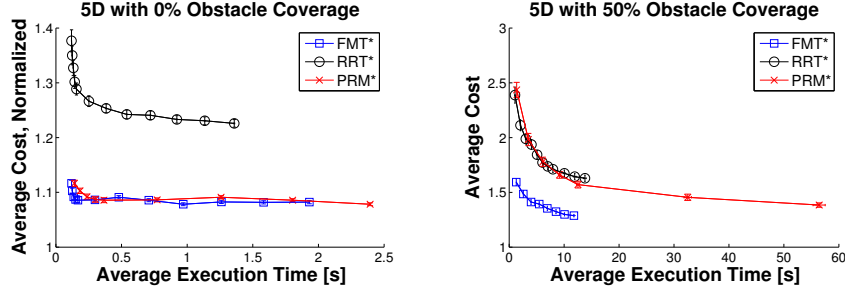 5D with 0% Obstacle Coverage
Average Cost, Normalized
1.4
1.3
1.2
1.1
1
0
0.5
1
1.5
2
2.5
Average Execution Time [s]
FMT*
RRT*
PRM*
5D with 50% Obstacle Coverage
Average Cost
3
2.5
2
1.5
1
0
10
20
30
40
50
60
Average Execution Time [s]
FMT*
RRT*
PRM*